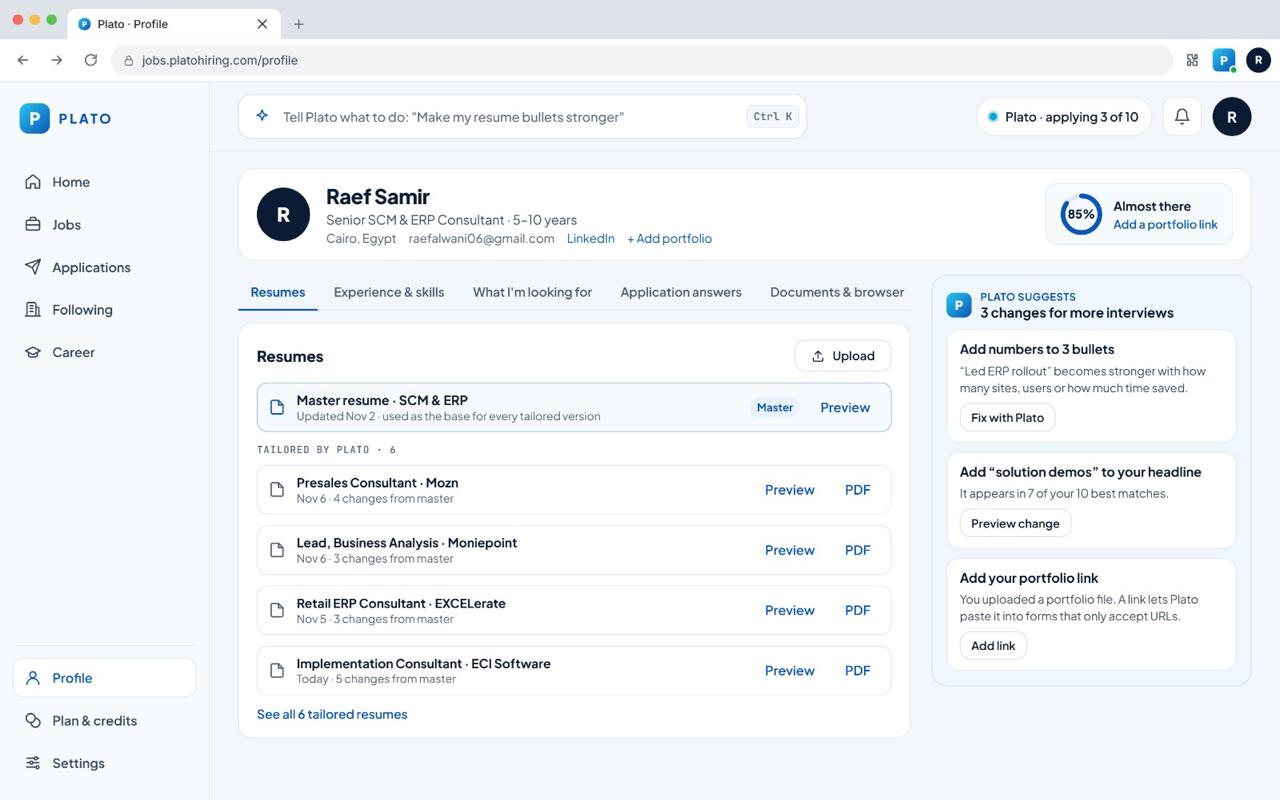 Plato · Profile
jobs.platohiring.com/profile
P
R
P
PLATO
Tell Plato what to do: "Make my resume bullets stronger"
Ctrl K
Plato · applying 3 of 10
R
Home
Jobs
Applications
Following
Career
Profile
Plan & credits
Settings
R
Raef Samir
Senior SCM & ERP Consultant · 5–10 years
Cairo, Egypt raefalwani06@gmail.com LinkedIn + Add portfolio
85%
Almost there
Add a portfolio link
Resumes
Experience & skills
What I'm looking for
Application answers
Documents & browser
Resumes
Upload
Master resume · SCM & ERP
Updated Nov 2 · used as the base for every tailored version
Master
Preview
TAILORED BY PLATO · 6
Presales Consultant · Mozn
Nov 6 · 4 changes from master
Preview
PDF
Lead, Business Analysis · Moniepoint
Nov 6 · 3 changes from master
Preview
PDF
Retail ERP Consultant · EXCELerate
Nov 5 · 3 changes from master
Preview
PDF
Implementation Consultant · ECI Software
Today · 5 changes from master
Preview
PDF
See all 6 tailored resumes
P
PLATO SUGGESTS
3 changes for more interviews
Add numbers to 3 bullets
“Led ERP rollout” becomes stronger with how
many sites, users or how much time saved.
Fix with Plato
Add “solution demos” to your headline
It appears in 7 of your 10 best matches.
Preview change
Add your portfolio link
You uploaded a portfolio file. A link lets Plato
paste it into forms that only accept URLs.
Add link